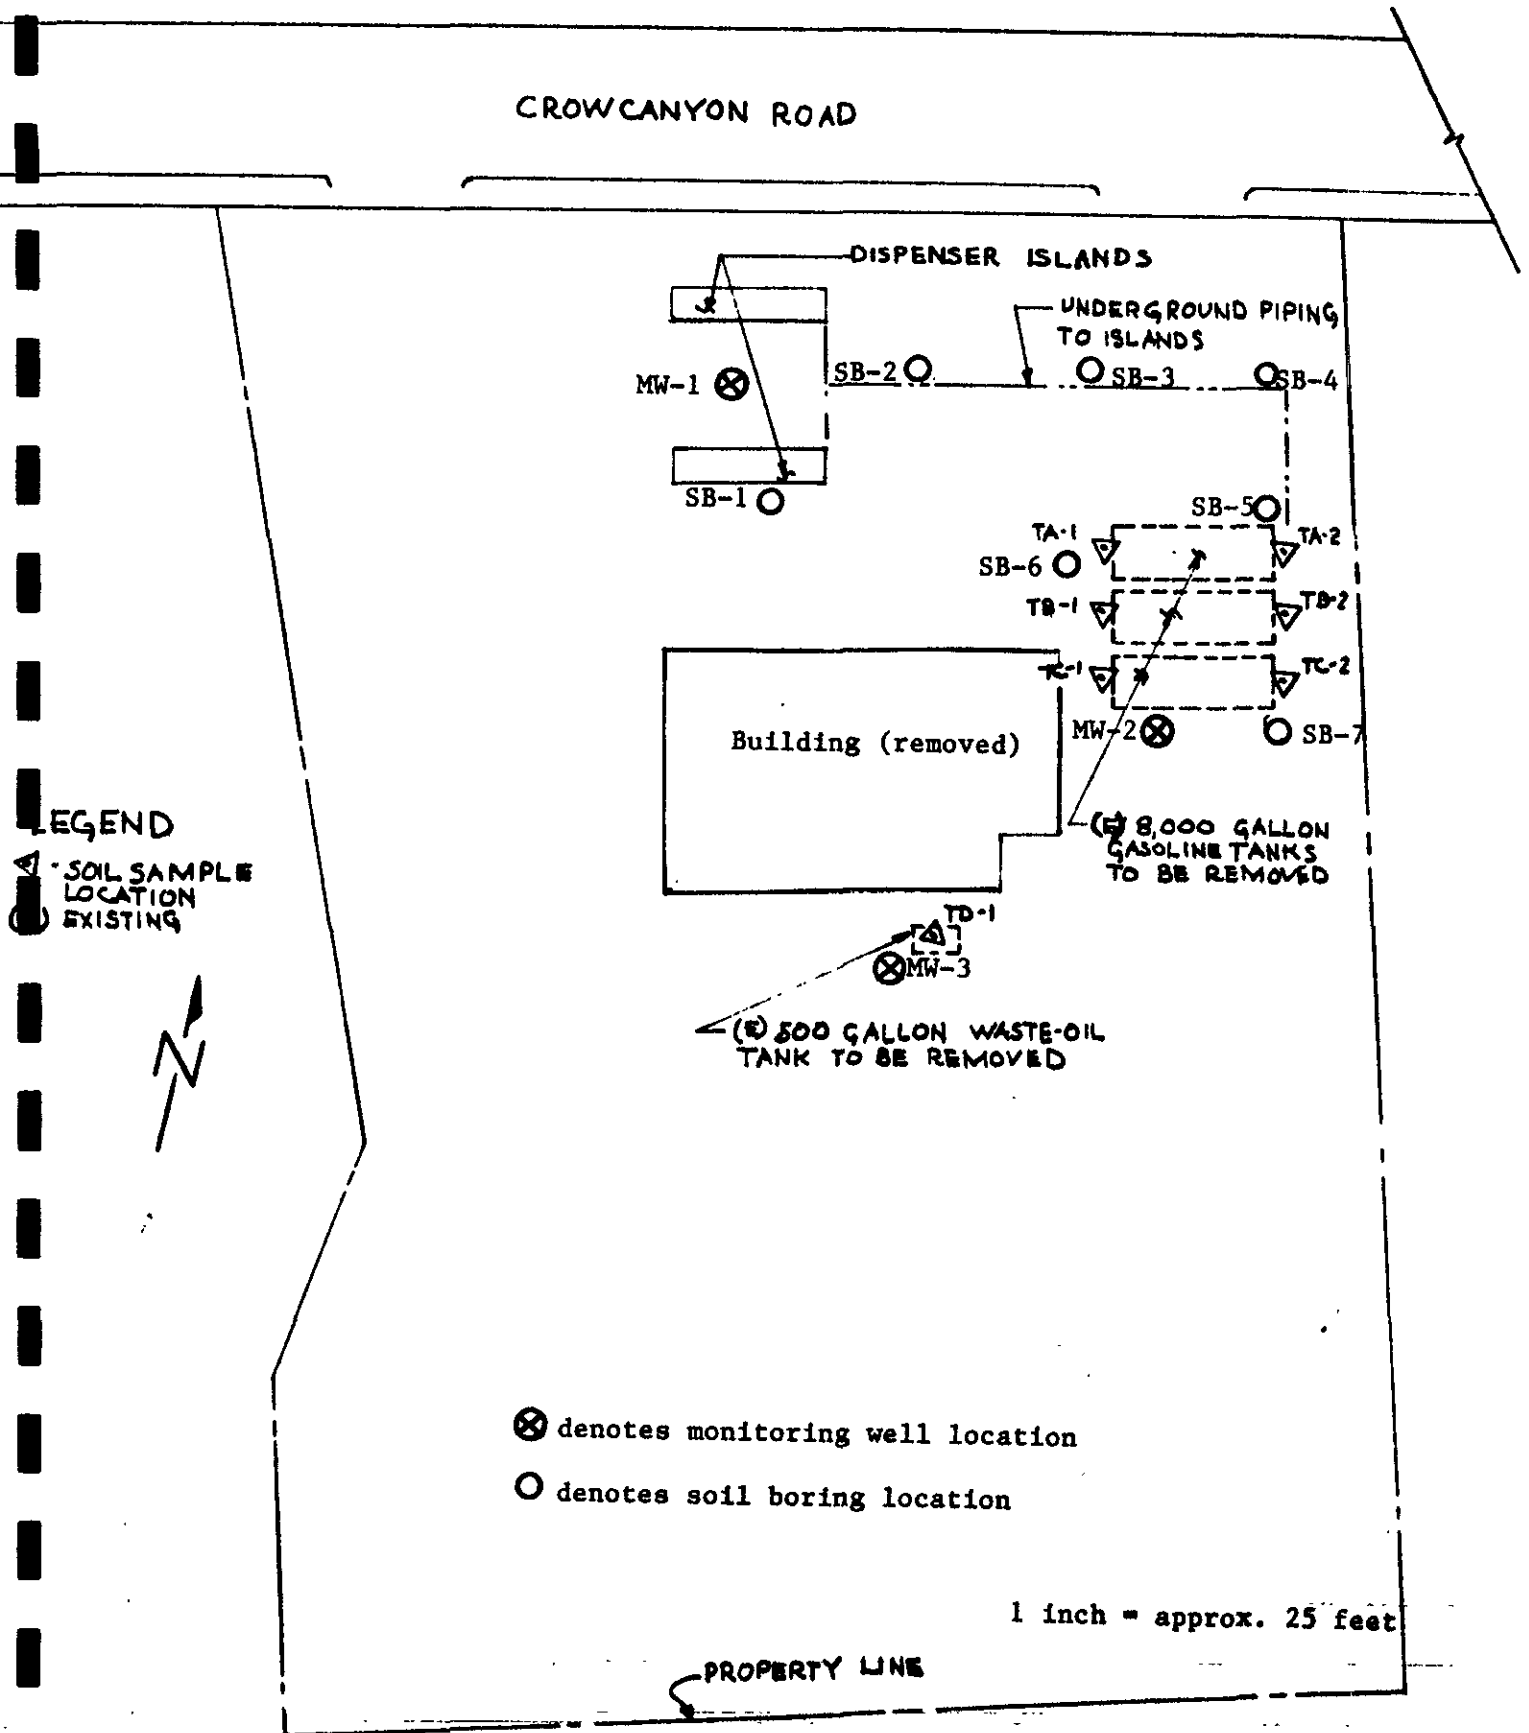 CROW CANYON ROAD
DISPENSER ISLANDS
UNDERGROUND PIPING
TO ISLANDS
MW-1
SB-2
SB-3
SB-4
SB-1
SB-5
TA-1
TA-2
SB-6
TB-1
TB-2
TC-1
TC-2
Building (removed)
MW-2
SB-7
LEGEND
- SOIL SAMPLE
LOCATION
(E) EXISTING
(E) 8,000 GALLON
GASOLINE TANKS
TO BE REMOVED
TD-1
MW-3
(E) 500 GALLON WASTE-OIL
TANK TO BE REMOVED
N
denotes monitoring well location
denotes soil boring location
1 inch = approx. 25 feet
PROPERTY LINE